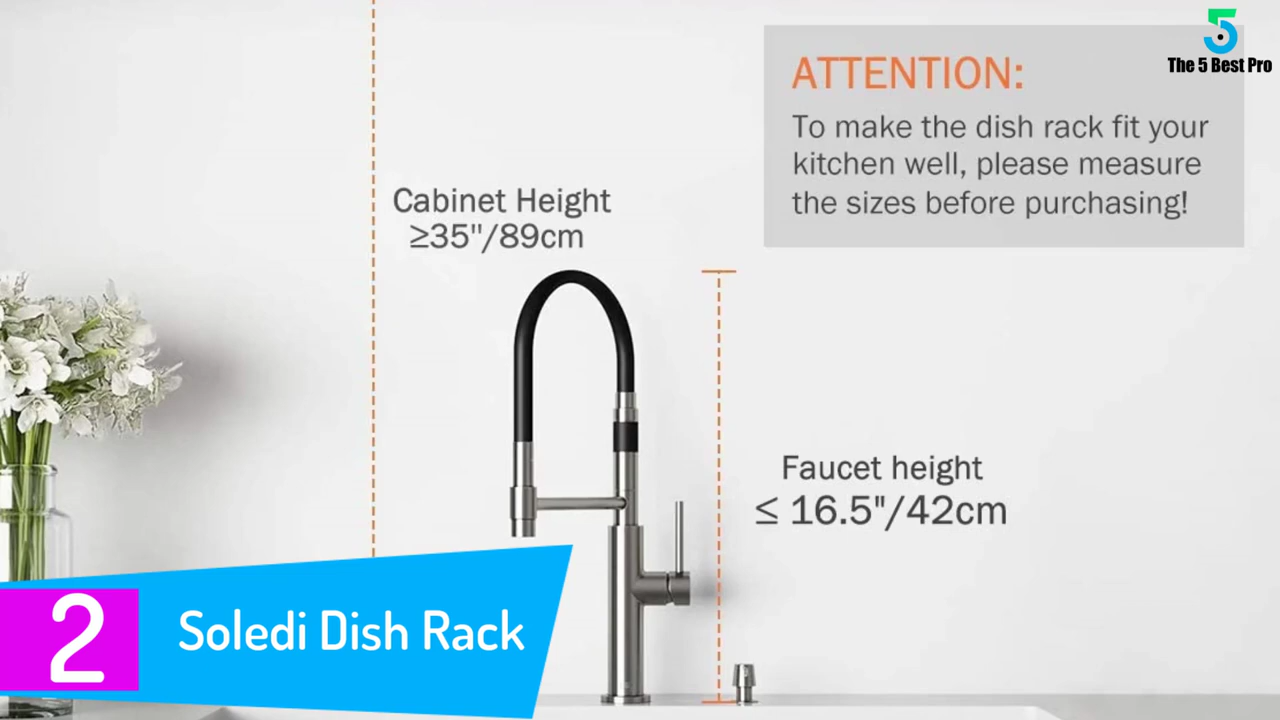 5
The 5 Best Pro
ATTENTION:
To make the dish rack fit your
kitchen well, please measure
the sizes before purchasing!
Cabinet Height
≥35"/89cm
Faucet height
≤ 16.5"/42cm
2
Soledi Dish Rack